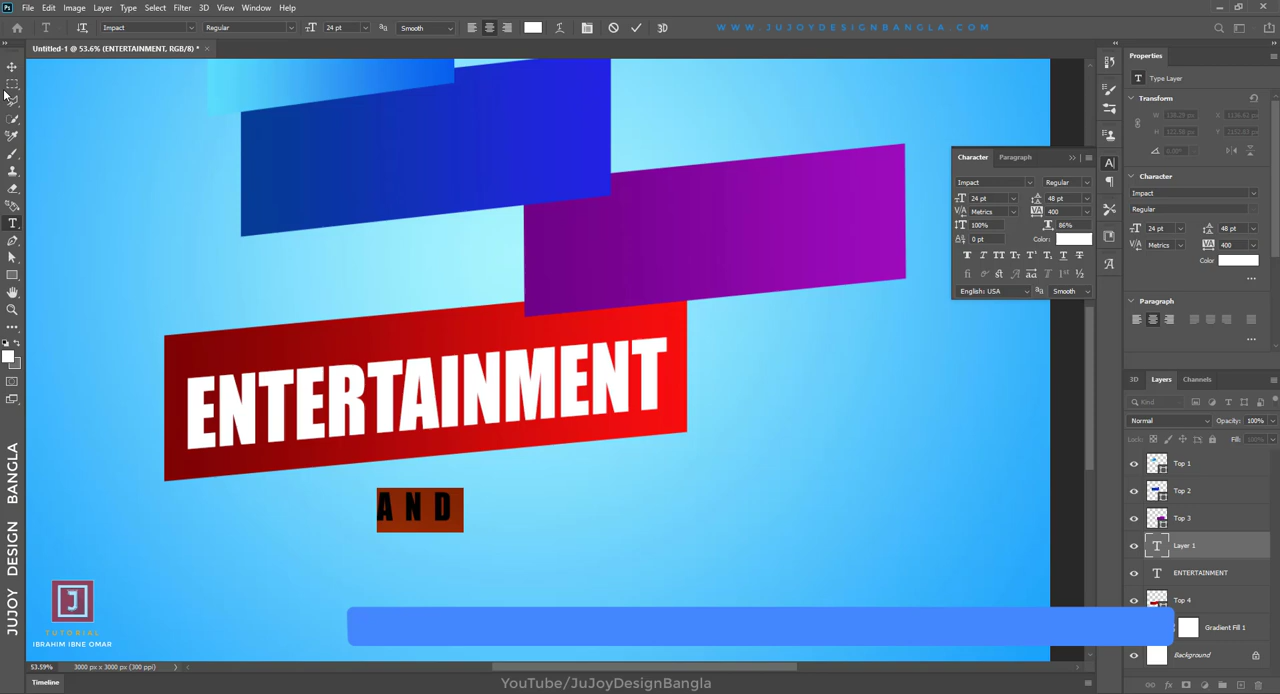 File Edit Image Layer Type Select Filter 3D View Window Help
Impact Regular 24 pt Smooth 3D WWW.JUJOYDESIGNBANGLA.COM
Untitled-1 @ 53.6% (ENTERTAINMENT, RGB/8) *
ENTERTAINMENT
A N D
JUJOY DESIGN BANGLA
J
TUTORIAL
IBRAHIM IBNE OMAR
Character Paragraph
Impact Regular
24 pt 48 pt
Metrics 400
100% 86%
0 pt Color:
English: USA Smooth
Properties
Type Layer
Transform
Character
Impact
Regular
24 pt 48 pt
Metrics 400
Color
Paragraph
3D Layers Channels
Kind
Normal Opacity: 100%
Lock: Fill: 100%
Top 1
Top 2
Top 3
Layer 1
ENTERTAINMENT
Top 4
Gradient Fill 1
Background
53.59% 3000 px x 3000 px (300 ppi)
Timeline
YouTube/JuJoyDesignBangla